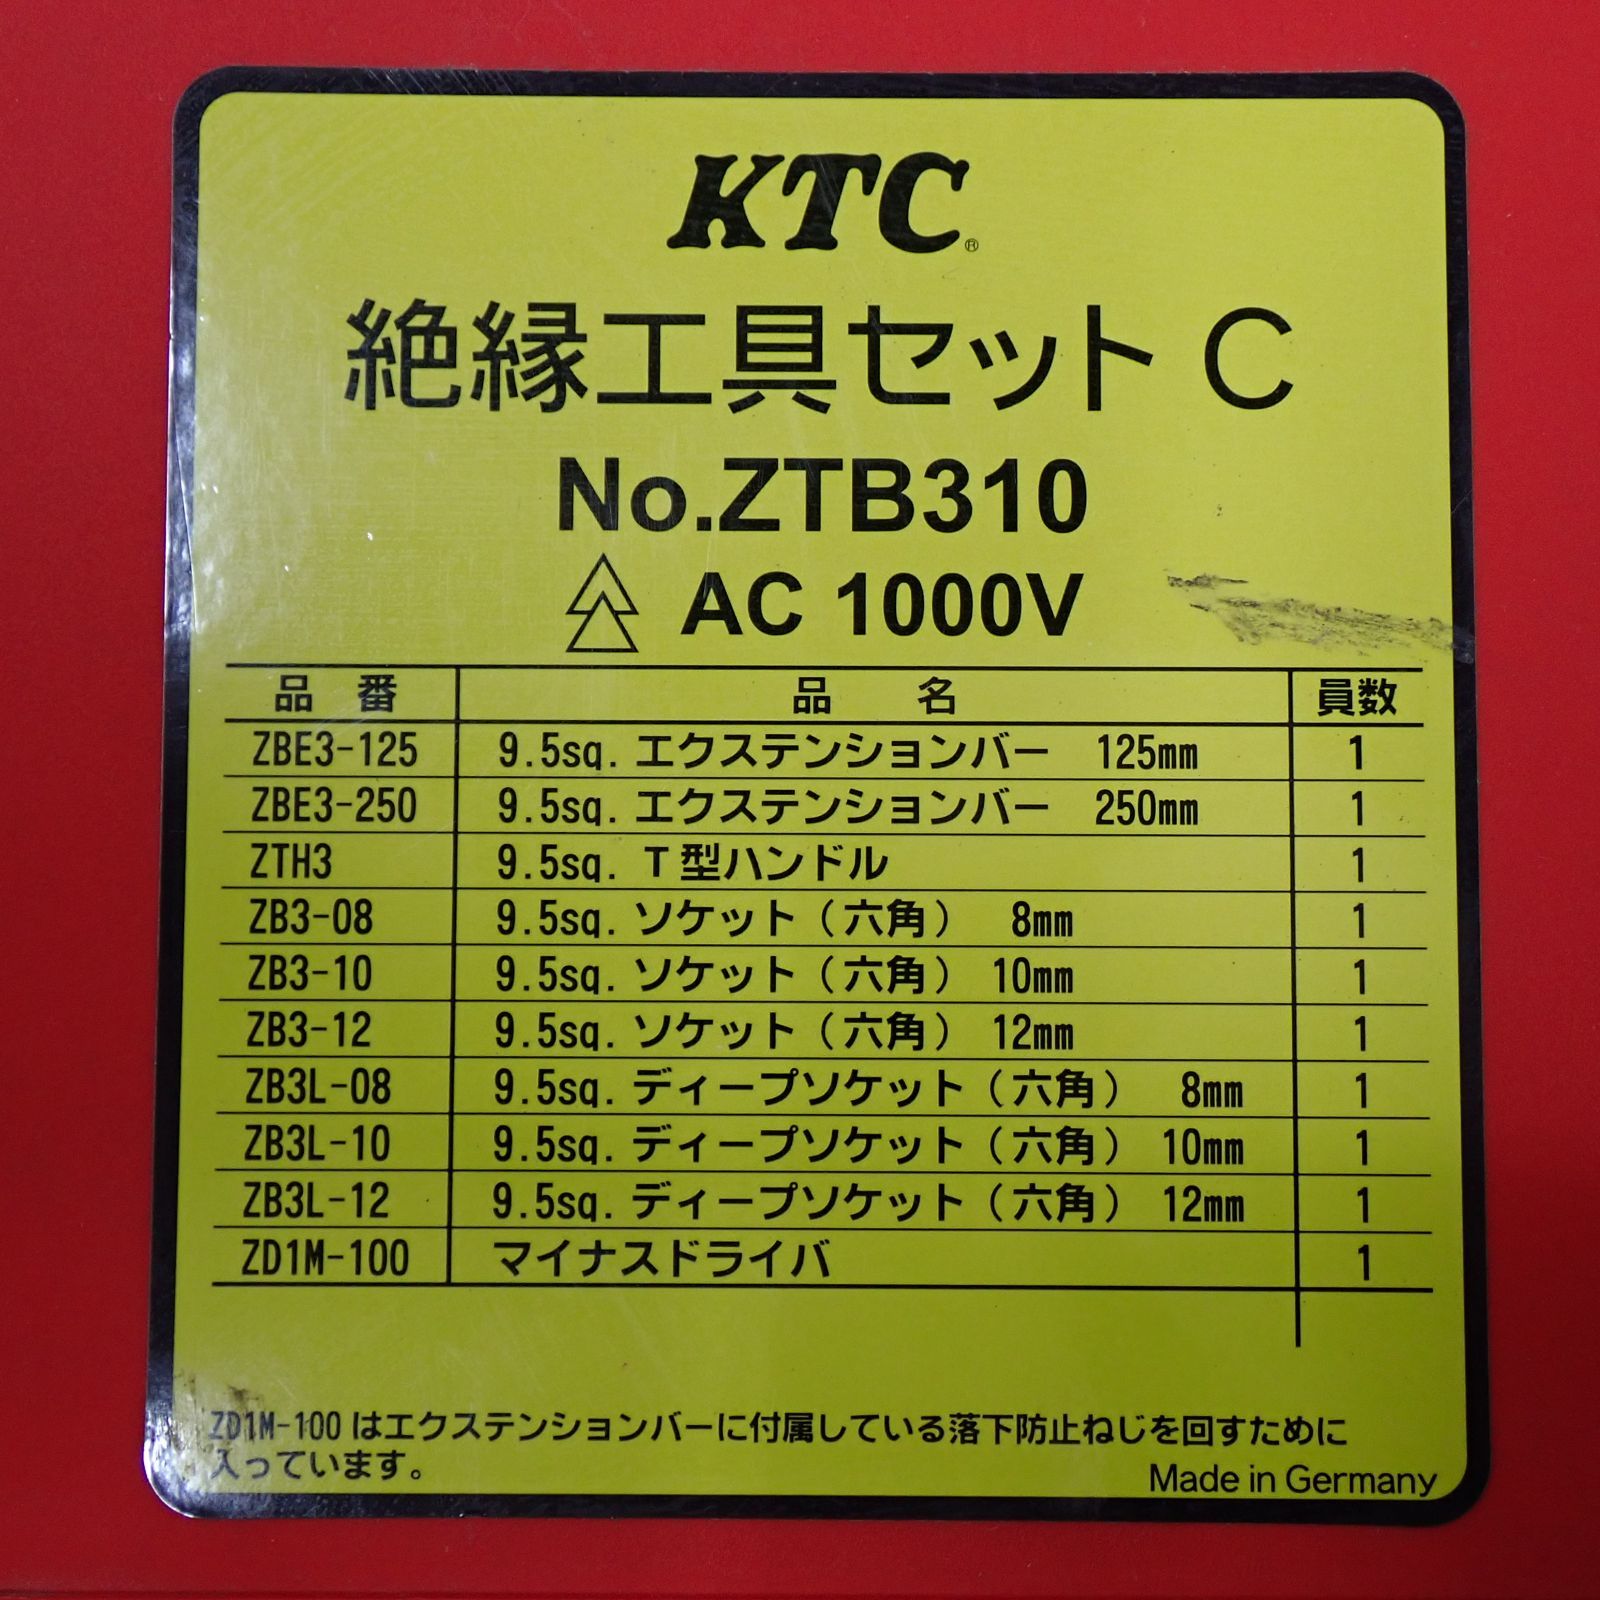 KTC®
絶縁工具セット C
No.ZTB310
AC 1000V
品番 品名 員数
ZBE3-125 9.5sq. エクステンションバー 125mm 1
ZBE3-250 9.5sq. エクステンションバー 250mm 1
ZTH3 9.5sq. T型ハンドル 1
ZB3-08 9.5sq. ソケット(六角) 8mm 1
ZB3-10 9.5sq. ソケット(六角) 10mm 1
ZB3-12 9.5sq. ソケット(六角) 12mm 1
ZB3L-08 9.5sq. ディープソケット(六角) 8mm 1
ZB3L-10 9.5sq. ディープソケット(六角) 10mm 1
ZB3L-12 9.5sq. ディープソケット(六角) 12mm 1
ZD1M-100 マイナスドライバ 1
ZD1M-100 はエクステンションバーに付属している落下防止ねじを回すために
入っています。
Made in Germany